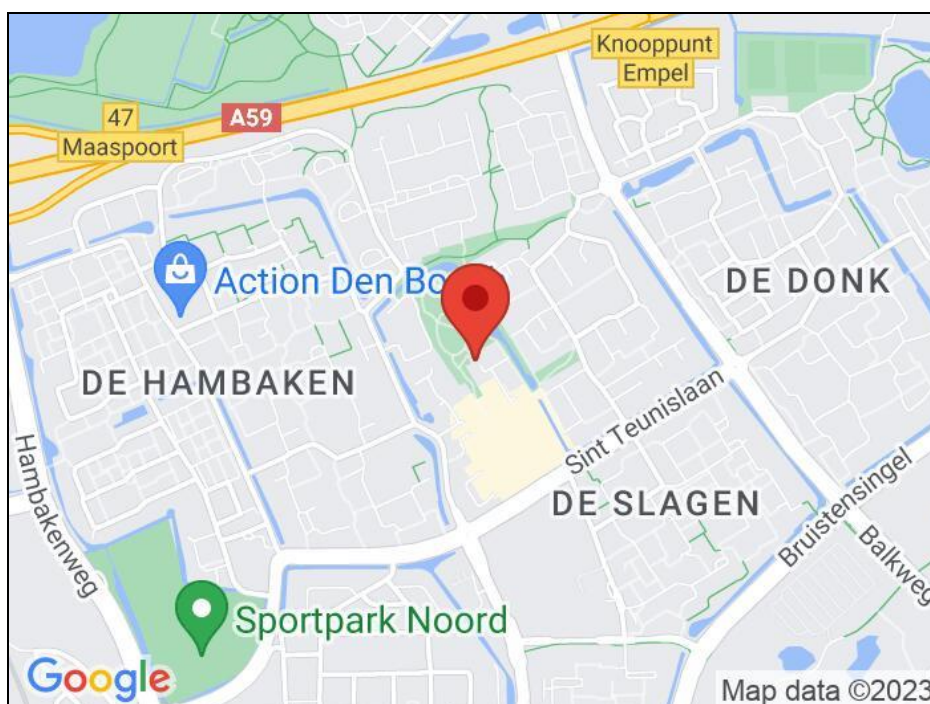 Knooppunt
Empel
47
Maaspoort
A59
Action Den Bo
DE DONK
DE HAMBAKEN
Sint Teunislaan
DE SLAGEN
Hambakenweg
Bruistensingel
Balkweg
Sportpark Noord
Google
Map data ©2023